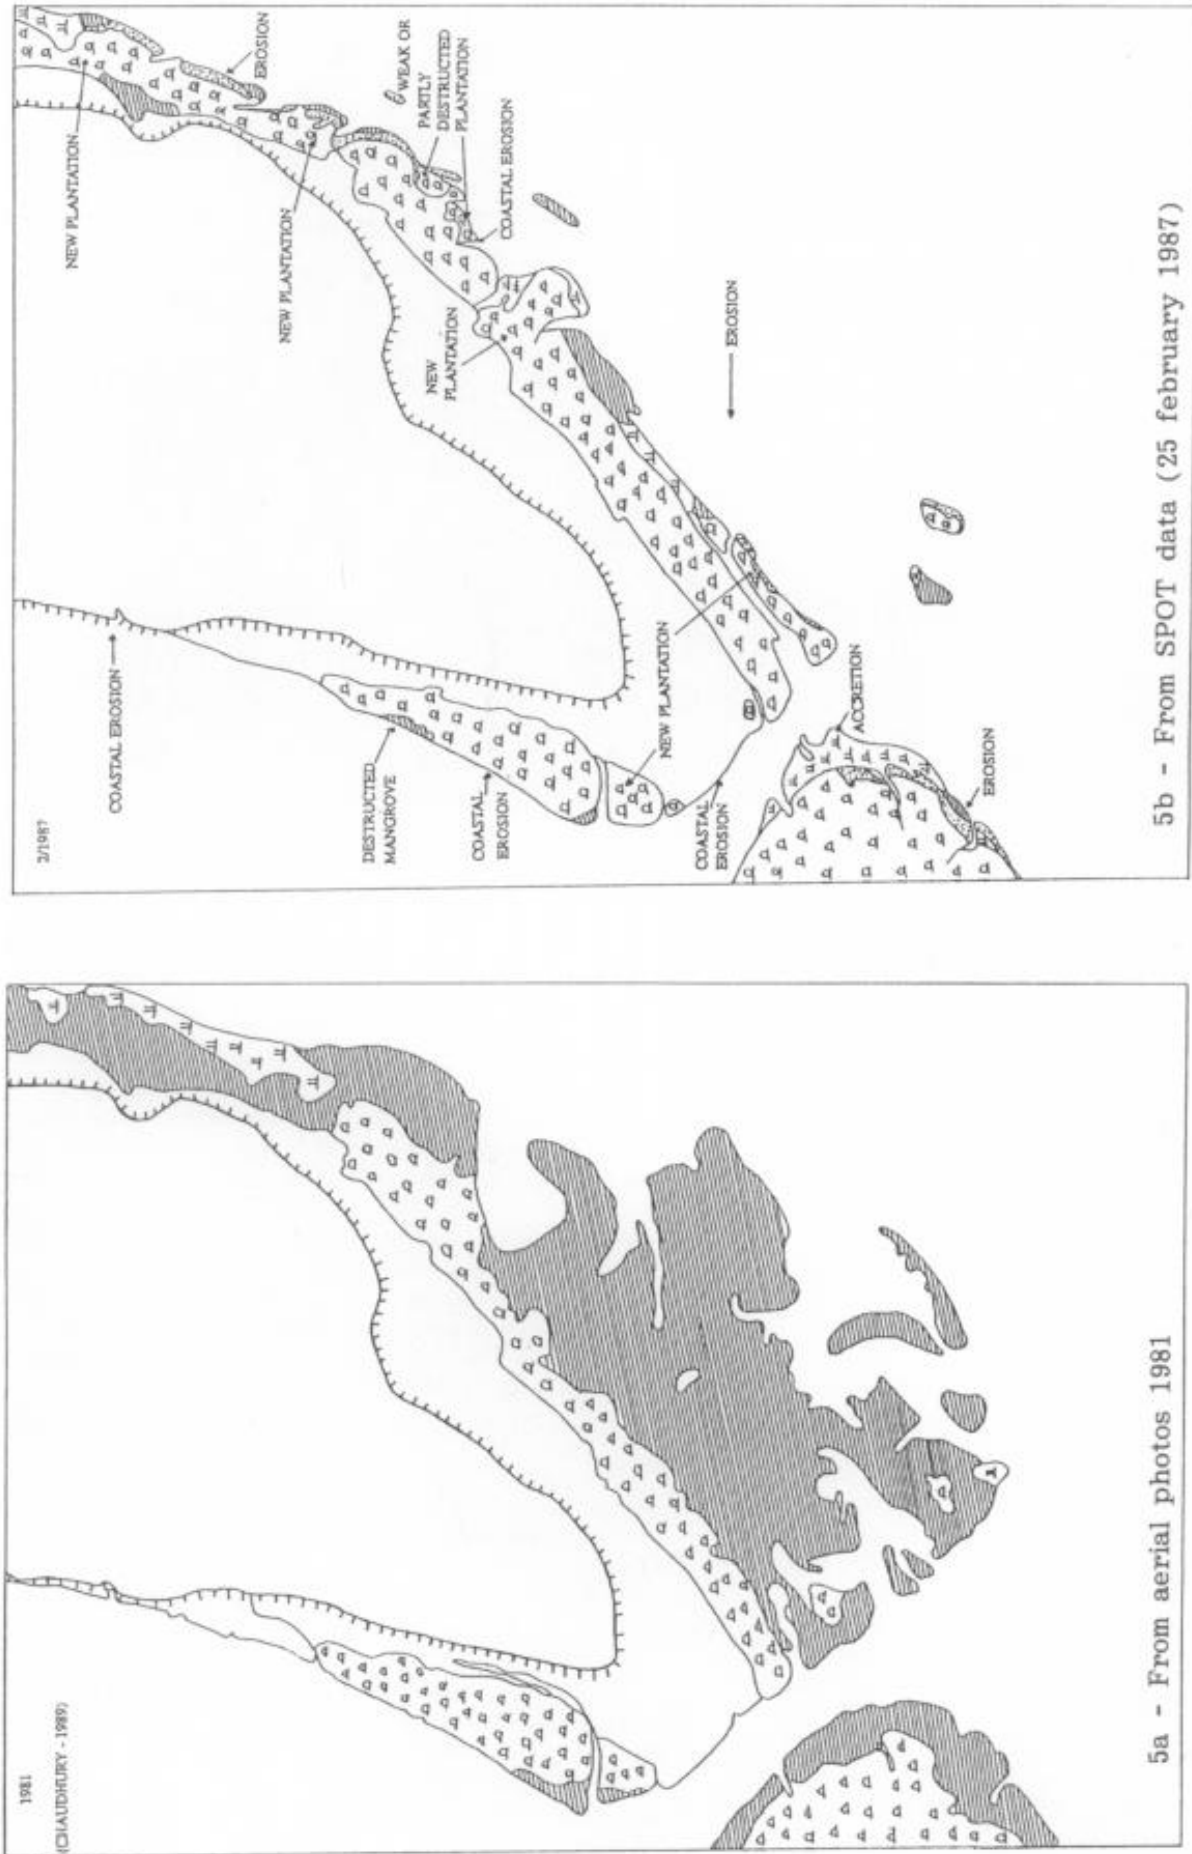 1981
(CHAUDHURY - 1989)
5a - From aerial photos 1981
2/1987
COASTAL EROSION
DESTRUCTED
MANGROVE
COASTAL
EROSION
COASTAL
EROSION
NEW PLANTATION
NEW PLANTATION
NEW PLANTATION
NEW
PLANTATION
EROSION
WEAK OR
PARTLY
DESTRUCTED
PLANTATION
COASTAL EROSION
EROSION
ACCRETION
EROSION
5b - From SPOT data (25 february 1987)